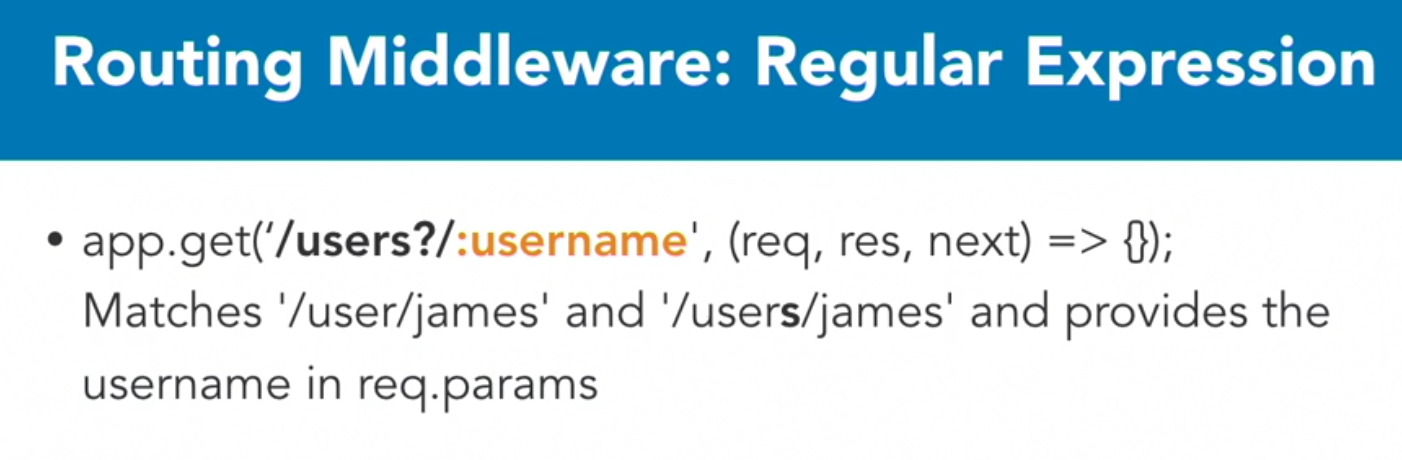 Routing Middleware: Regular Expression
• app.get(‘/users?/:username', (req, res, next) => {});
Matches '/user/james' and '/users/james' and provides the
username in req.params